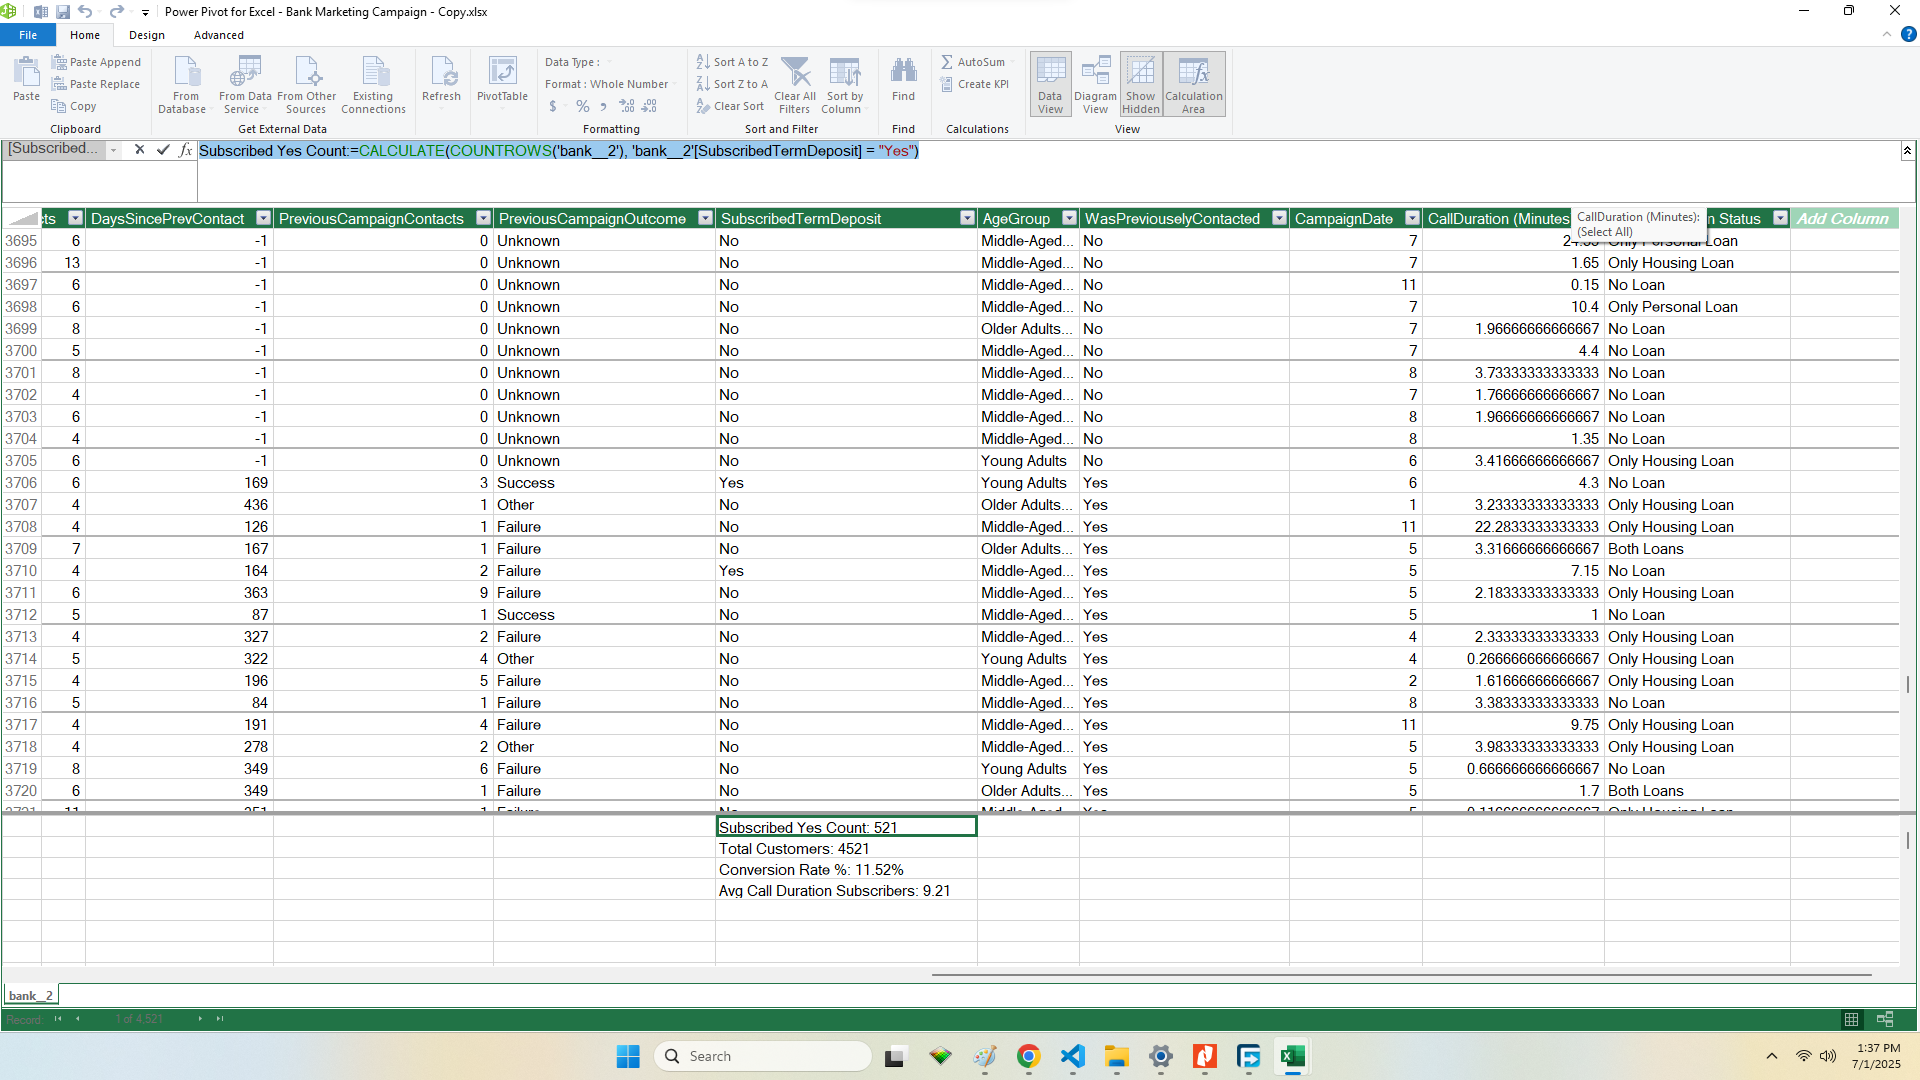 Power Pivot for Excel - Bank Marketing Campaign - Copy.xlsx
File Home Design Advanced
Paste Paste Append
Paste Replace
Copy
Clipboard
From Database From Data Service From Other Sources Existing Connections
Get External Data
Refresh
PivotTable
Data Type :
Format : Whole Number
$ % ,
Formatting
Sort A to Z
Sort Z to A
Clear Sort
Clear All Filters Sort by Column
Sort and Filter
Find
Find
AutoSum
Create KPI
Calculations
Data View Diagram View Show Hidden Calculation Area
View
[Subscribed... fx Subscribed Yes Count:=CALCULATE(COUNTROWS('bank__2'), 'bank__2'[SubscribedTermDeposit] = "Yes")
ts DaysSincePrevContact PreviousCampaignContacts PreviousCampaignOutcome SubscribedTermDeposit AgeGroup WasPreviouselyContacted CampaignDate CallDuration (Minutes Status Add Column
CallDuration (Minutes):
(Select All)
3695 6 -1 0 Unknown No Middle-Aged... No 7 Only Personal Loan
3696 13 -1 0 Unknown No Middle-Aged... No 7 1.65 Only Housing Loan
3697 6 -1 0 Unknown No Middle-Aged... No 11 0.15 No Loan
3698 6 -1 0 Unknown No Middle-Aged... No 7 10.4 Only Personal Loan
3699 8 -1 0 Unknown No Older Adults... No 7 1.96666666666667 No Loan
3700 5 -1 0 Unknown No Middle-Aged... No 7 4.4 No Loan
3701 8 -1 0 Unknown No Middle-Aged... No 8 3.73333333333333 No Loan
3702 4 -1 0 Unknown No Middle-Aged... No 7 1.76666666666667 No Loan
3703 6 -1 0 Unknown No Middle-Aged... No 8 1.96666666666667 No Loan
3704 4 -1 0 Unknown No Middle-Aged... No 8 1.35 No Loan
3705 6 -1 0 Unknown No Young Adults No 6 3.41666666666667 Only Housing Loan
3706 6 169 3 Success Yes Young Adults Yes 6 4.3 No Loan
3707 4 436 1 Other No Older Adults... Yes 1 3.23333333333333 Only Housing Loan
3708 4 126 1 Failure No Middle-Aged... Yes 11 22.2833333333333 Only Housing Loan
3709 7 167 1 Failure No Older Adults... Yes 5 3.31666666666667 Both Loans
3710 4 164 2 Failure Yes Middle-Aged... Yes 5 7.15 No Loan
3711 6 363 9 Failure No Middle-Aged... Yes 5 2.18333333333333 Only Housing Loan
3712 5 87 1 Success No Middle-Aged... Yes 5 1 No Loan
3713 4 327 2 Failure No Middle-Aged... Yes 4 2.33333333333333 Only Housing Loan
3714 5 322 4 Other No Young Adults Yes 4 0.266666666666667 Only Housing Loan
3715 4 196 5 Failure No Middle-Aged... Yes 2 1.61666666666667 Only Housing Loan
3716 5 84 1 Failure No Middle-Aged... Yes 8 3.38333333333333 No Loan
3717 4 191 4 Failure No Middle-Aged... Yes 11 9.75 Only Housing Loan
3718 4 278 2 Other No Middle-Aged... Yes 5 3.98333333333333 Only Housing Loan
3719 8 349 6 Failure No Young Adults Yes 5 0.666666666666667 No Loan
3720 6 349 1 Failure No Older Adults... Yes 5 1.7 Both Loans
Subscribed Yes Count: 521
Total Customers: 4521
Conversion Rate %: 11.52%
Avg Call Duration Subscribers: 9.21
bank__2
Record: 1 of 4,521
Search
1:37 PM
7/1/2025